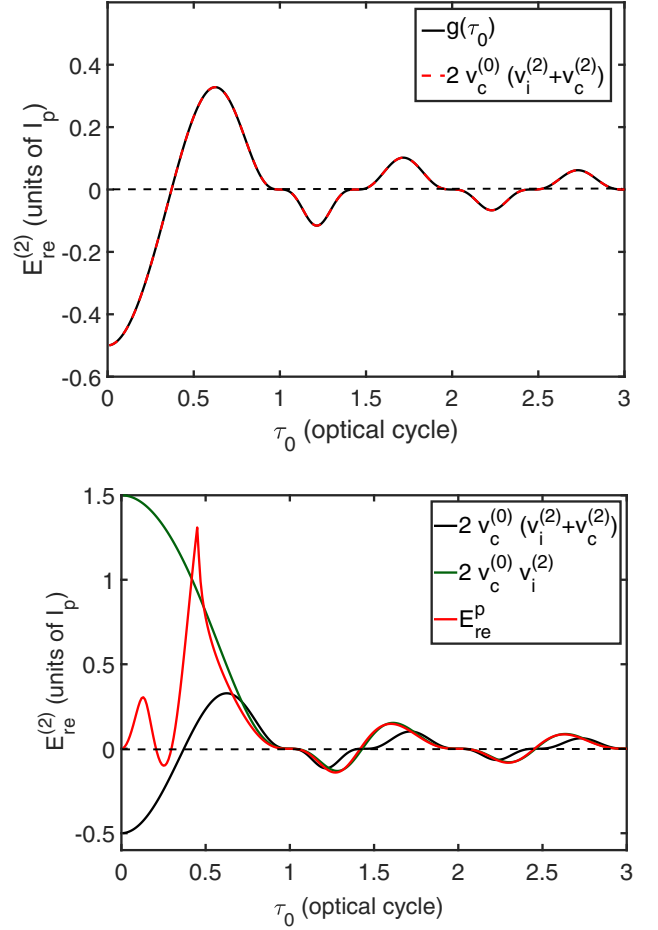 g(τ₀)
2 v_c^(0) (v_i^(2)+v_c^(2))
E_re^(2) (units of I_p)
0.4
0.2
0
-0.2
-0.4
-0.6
0 0.5 1 1.5 2 2.5 3
τ₀ (optical cycle)
2 v_c^(0) (v_i^(2)+v_c^(2))
2 v_c^(0) v_i^(2)
E_re^p
E_re^(2) (units of I_p)
1.5
1
0.5
0
-0.5
0 0.5 1 1.5 2 2.5 3
τ₀ (optical cycle)